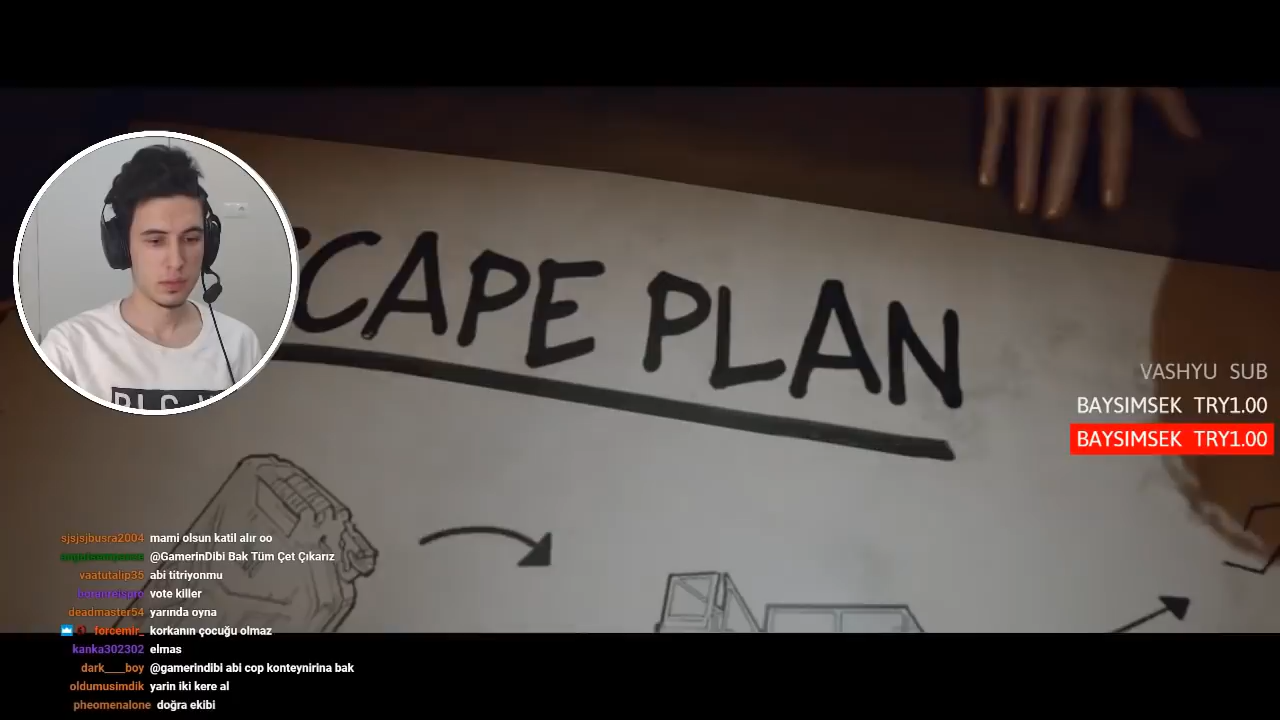 CAPE PLAN
VASHYU SUB
BAYSIMSEK TRY1.00
BAYSIMSEK TRY1.00
sjsjsjbusra2004 mami olsun katil alır oo
@GamerinDibi Bak Tüm Çet Çıkarız
vaatutalip35 abi titriyonmu
vote killer
deadmaster54 yarında oyna
forcemir_ korkanın çocuğu olmaz
kanka302302 elmas
dark____boy @gamerindibi abi cop konteynirina bak
oldumusimdik yarin iki kere al
pheomenalone doğra ekibi